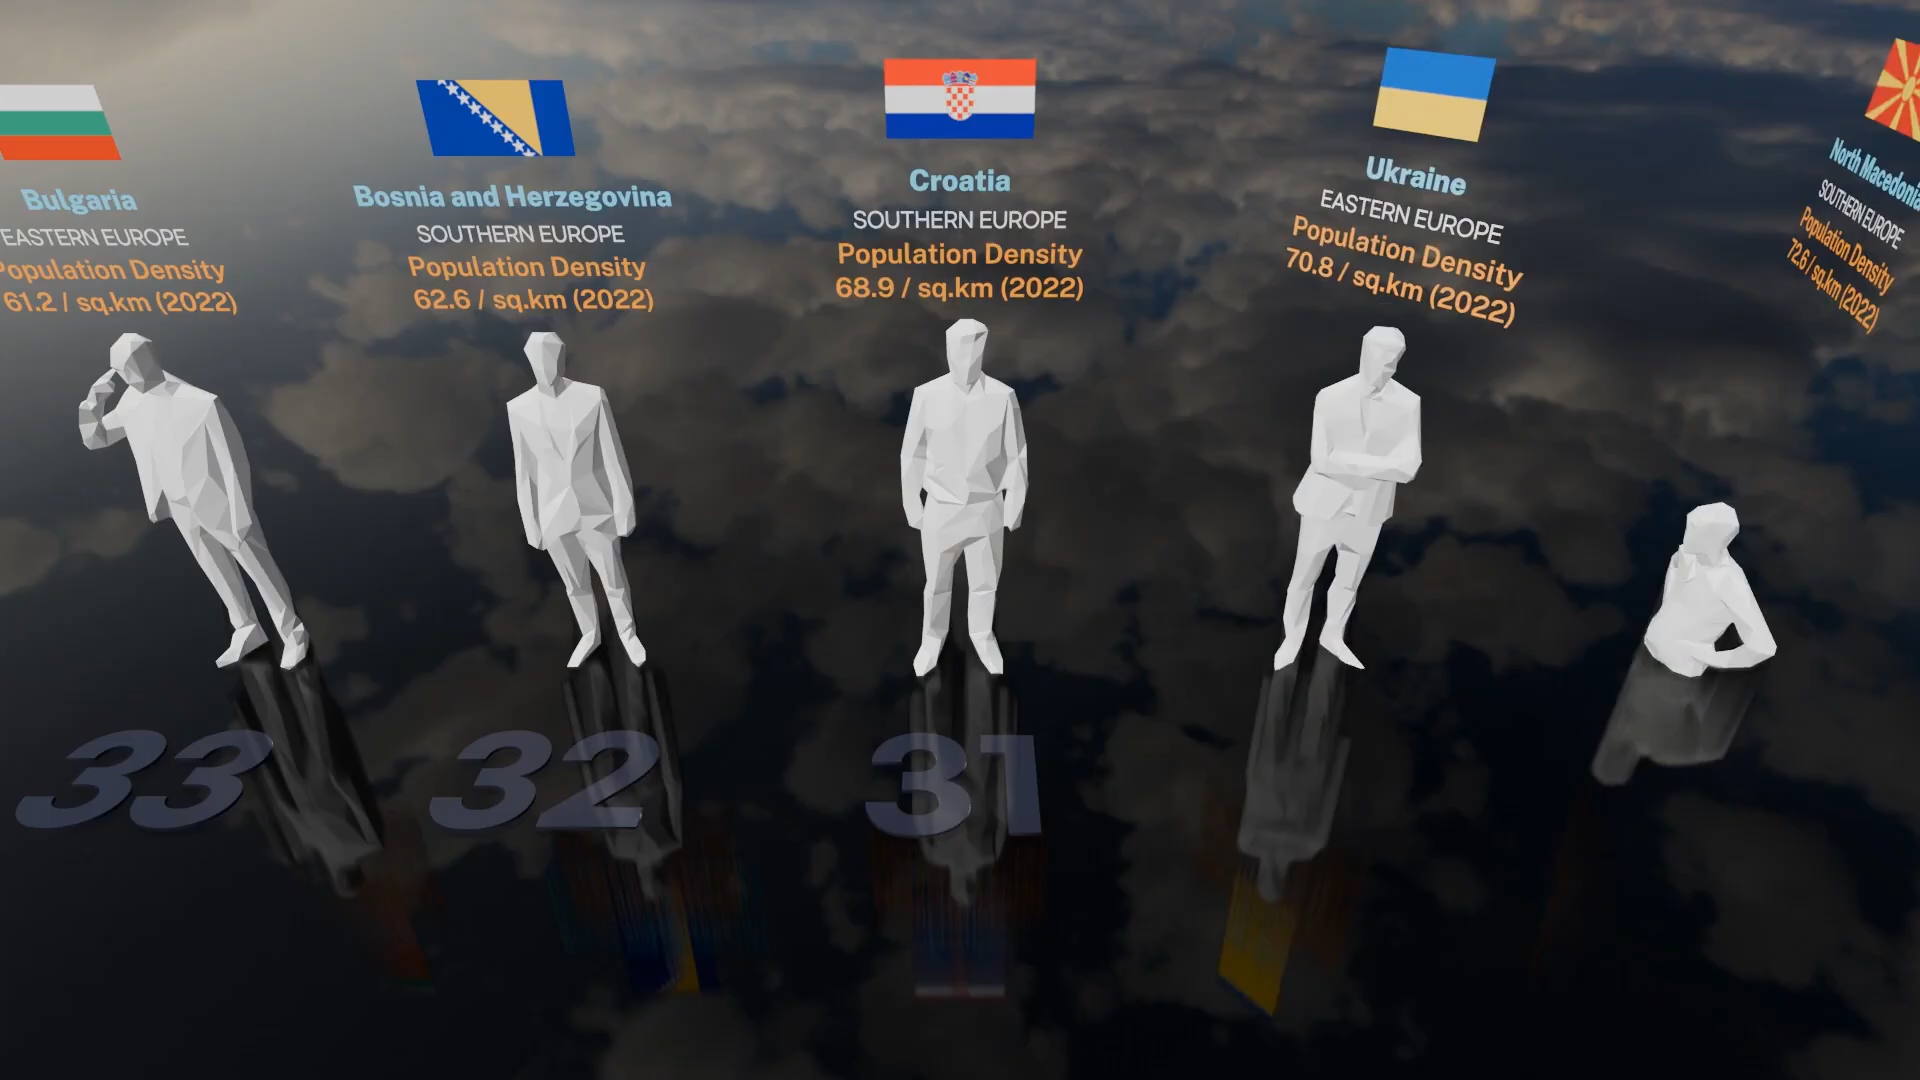 Bulgaria
EASTERN EUROPE
Population Density
61.2 / sq.km (2022)
33
Bosnia and Herzegovina
SOUTHERN EUROPE
Population Density
62.6 / sq.km (2022)
32
Croatia
SOUTHERN EUROPE
Population Density
68.9 / sq.km (2022)
31
Ukraine
EASTERN EUROPE
Population Density
70.8 / sq.km (2022)
North Macedonia
SOUTHERN EUROPE
Population Density
72.6 / sq.km (2022)